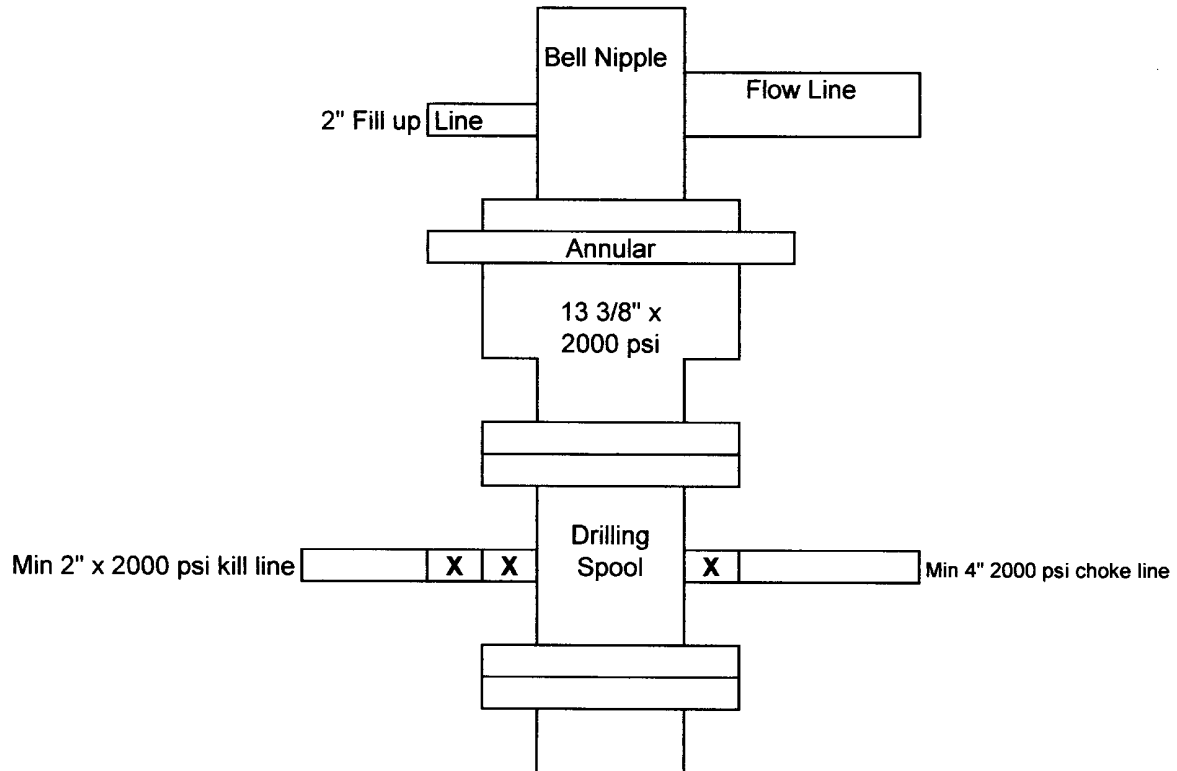 Bell Nipple
Flow Line
2" Fill up Line
Annular
13 3/8" x
2000 psi
Drilling
Spool
Min 2" x 2000 psi kill line
X X
X
Min 4" 2000 psi choke line